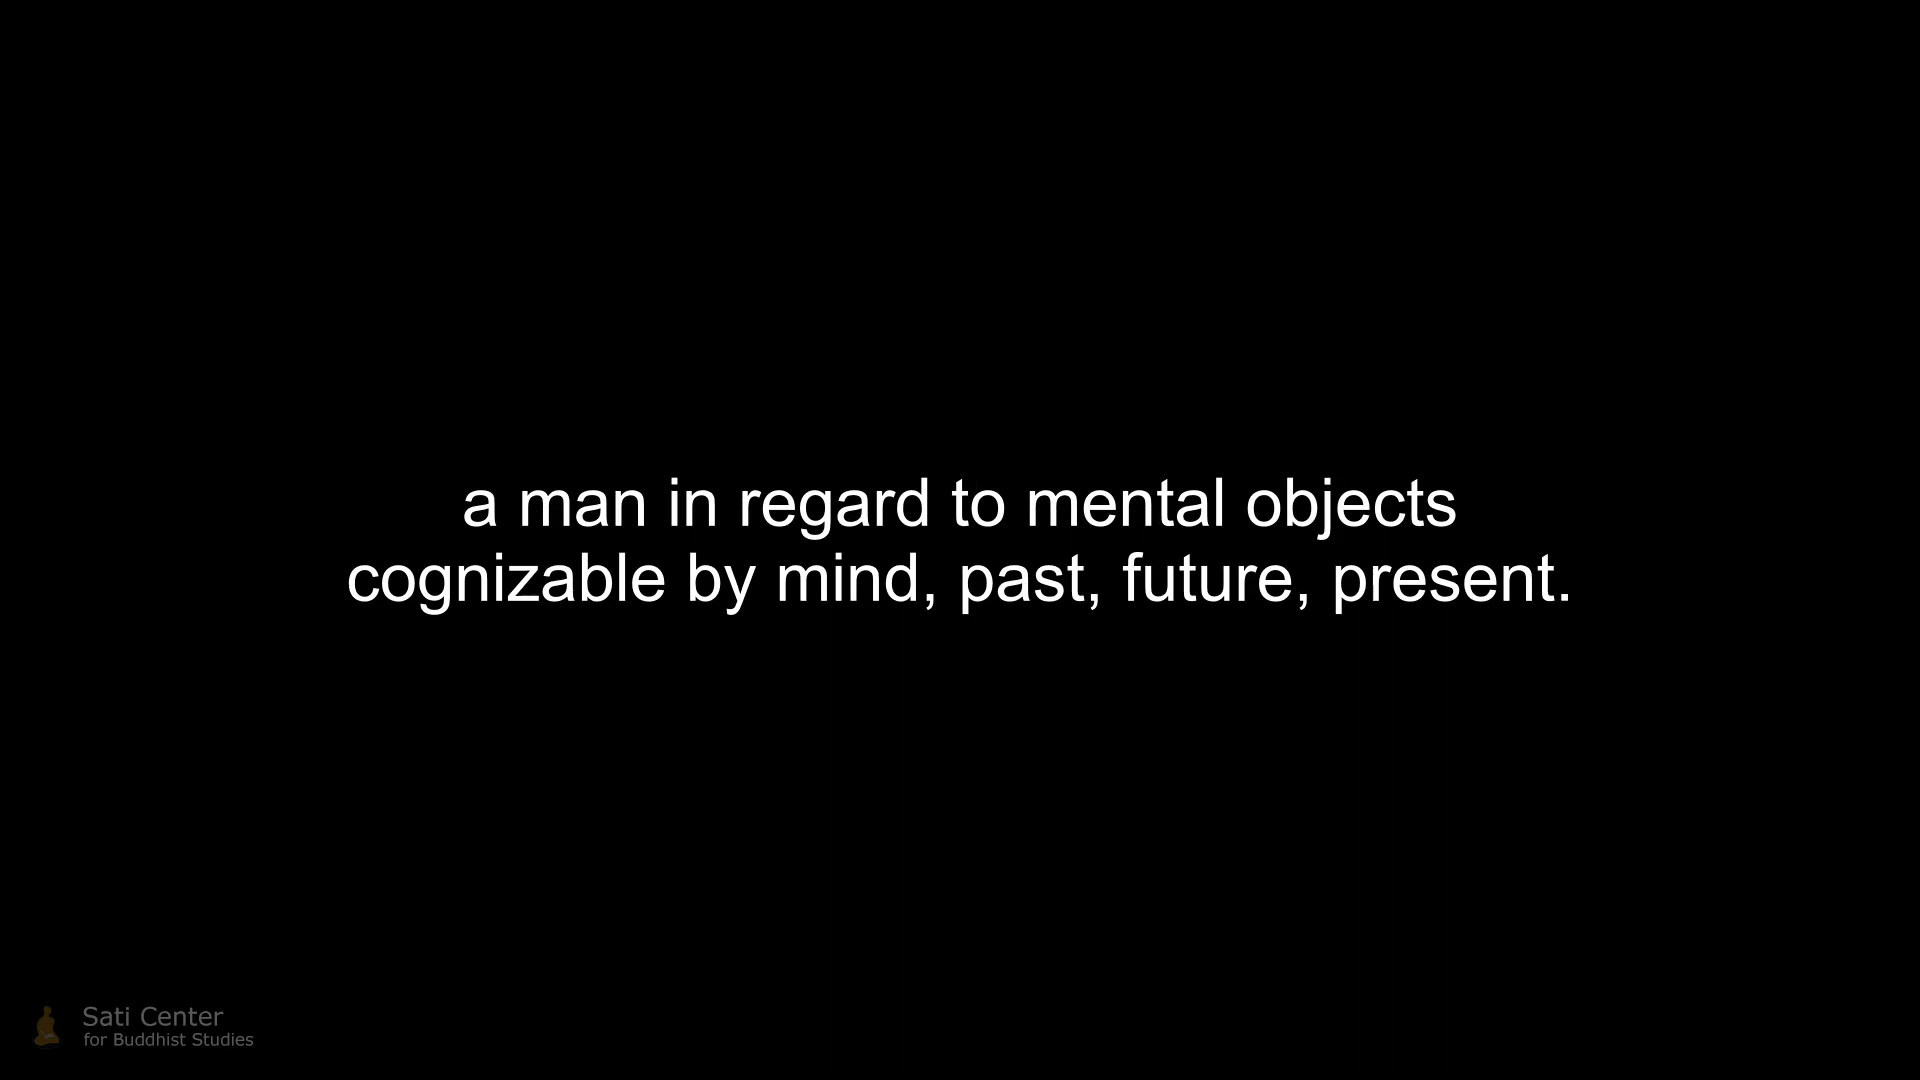 a man in regard to mental objects
cognizable by mind, past, future, present.
Sati Center
for Buddhist Studies